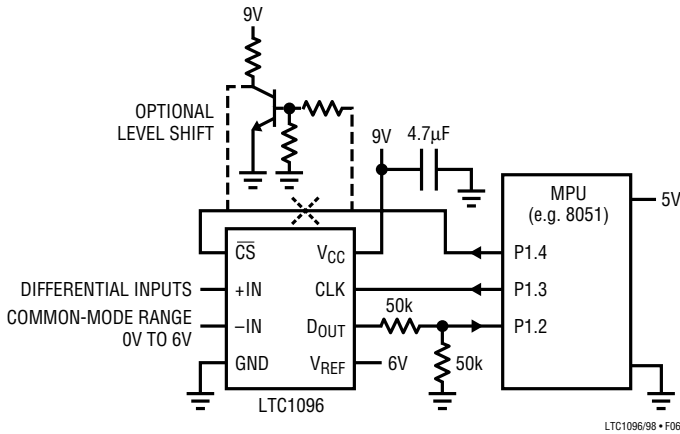 9V
OPTIONAL
LEVEL SHIFT
9V
4.7µF
MPU
(e.g. 8051)
5V
CS
VCC
P1.4
DIFFERENTIAL INPUTS
+IN
CLK
P1.3
COMMON-MODE RANGE
0V TO 6V
–IN
DOUT
50k
P1.2
GND
VREF
6V
50k
LTC1096
LTC1096/98 • F06